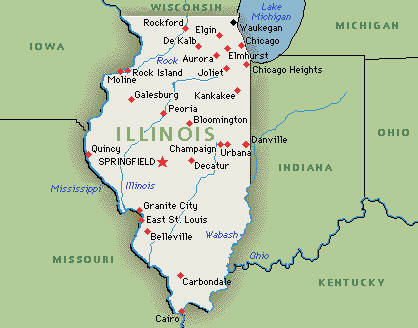 WISCONSIN
Lake
Michigan
Rockford
Waukegan
MICHIGAN
Elgin
De Kalb
Chicago
IOWA
Aurora
Elmhurst
Rock
Joliet
Rock Island
Chicago Heights
Moline
Galesburg
Kankakee
Peoria
Bloomington
ILLINOIS
OHIO
Quincy
Champaign
Danville
Urbana
SPRINGFIELD
Decatur
INDIANA
Mississippi
Illinois
Granite City
East St. Louis
Belleville
Wabash
MISSOURI
Ohio
Carbondale
KENTUCKY
Cairo